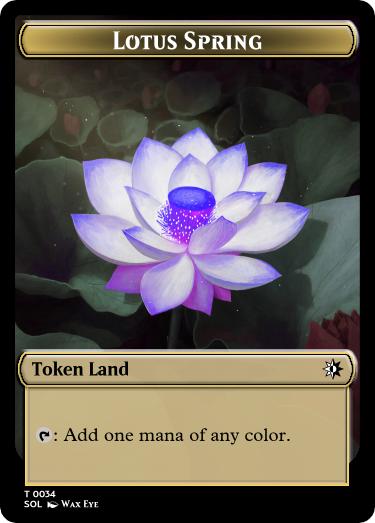 Lotus Spring
Token Land
: Add one mana of any color.
T 0034
SOL Wax Eye